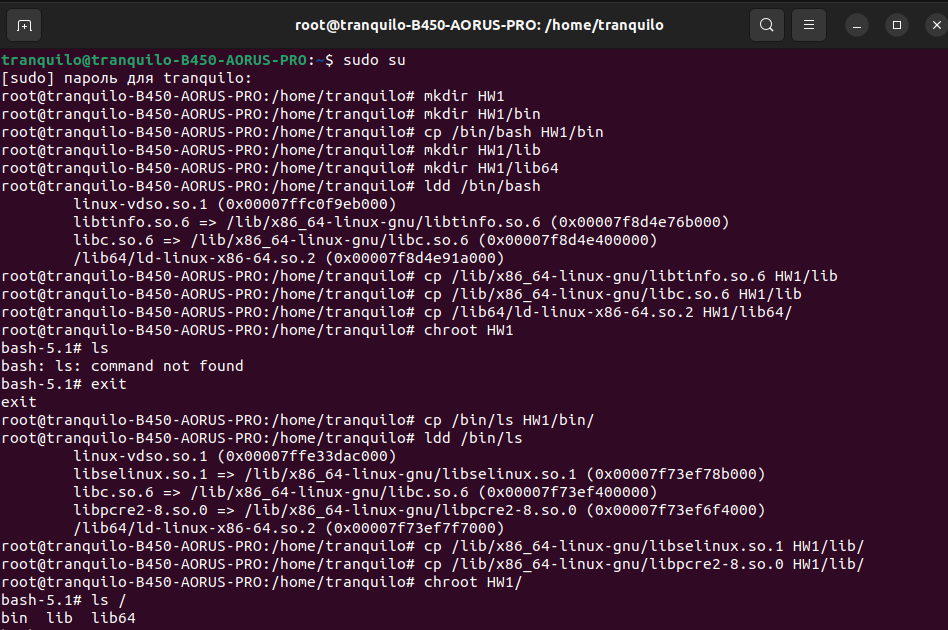 root@tranquilo-B450-AORUS-PRO: /home/tranquilo
tranquilo@tranquilo-B450-AORUS-PRO:~$ sudo su
[sudo] пароль для tranquilo:
root@tranquilo-B450-AORUS-PRO:/home/tranquilo# mkdir HW1
root@tranquilo-B450-AORUS-PRO:/home/tranquilo# mkdir HW1/bin
root@tranquilo-B450-AORUS-PRO:/home/tranquilo# cp /bin/bash HW1/bin
root@tranquilo-B450-AORUS-PRO:/home/tranquilo# mkdir HW1/lib
root@tranquilo-B450-AORUS-PRO:/home/tranquilo# mkdir HW1/lib64
root@tranquilo-B450-AORUS-PRO:/home/tranquilo# ldd /bin/bash
linux-vdso.so.1 (0x00007ffc0f9eb000)
libtinfo.so.6 => /lib/x86_64-linux-gnu/libtinfo.so.6 (0x00007f8d4e76b000)
libc.so.6 => /lib/x86_64-linux-gnu/libc.so.6 (0x00007f8d4e400000)
/lib64/ld-linux-x86-64.so.2 (0x00007f8d4e91a000)
root@tranquilo-B450-AORUS-PRO:/home/tranquilo# cp /lib/x86_64-linux-gnu/libtinfo.so.6 HW1/lib
root@tranquilo-B450-AORUS-PRO:/home/tranquilo# cp /lib/x86_64-linux-gnu/libc.so.6 HW1/lib
root@tranquilo-B450-AORUS-PRO:/home/tranquilo# cp /lib64/ld-linux-x86-64.so.2 HW1/lib64/
root@tranquilo-B450-AORUS-PRO:/home/tranquilo# chroot HW1
bash-5.1# ls
bash: ls: command not found
bash-5.1# exit
exit
root@tranquilo-B450-AORUS-PRO:/home/tranquilo# cp /bin/ls HW1/bin/
root@tranquilo-B450-AORUS-PRO:/home/tranquilo# ldd /bin/ls
linux-vdso.so.1 (0x00007ffe33dac000)
libselinux.so.1 => /lib/x86_64-linux-gnu/libselinux.so.1 (0x00007f73ef78b000)
libc.so.6 => /lib/x86_64-linux-gnu/libc.so.6 (0x00007f73ef400000)
libpcre2-8.so.0 => /lib/x86_64-linux-gnu/libpcre2-8.so.0 (0x00007f73ef6f4000)
/lib64/ld-linux-x86-64.so.2 (0x00007f73ef7f7000)
root@tranquilo-B450-AORUS-PRO:/home/tranquilo# cp /lib/x86_64-linux-gnu/libselinux.so.1 HW1/lib/
root@tranquilo-B450-AORUS-PRO:/home/tranquilo# cp /lib/x86_64-linux-gnu/libpcre2-8.so.0 HW1/lib/
root@tranquilo-B450-AORUS-PRO:/home/tranquilo# chroot HW1/
bash-5.1# ls /
bin lib lib64